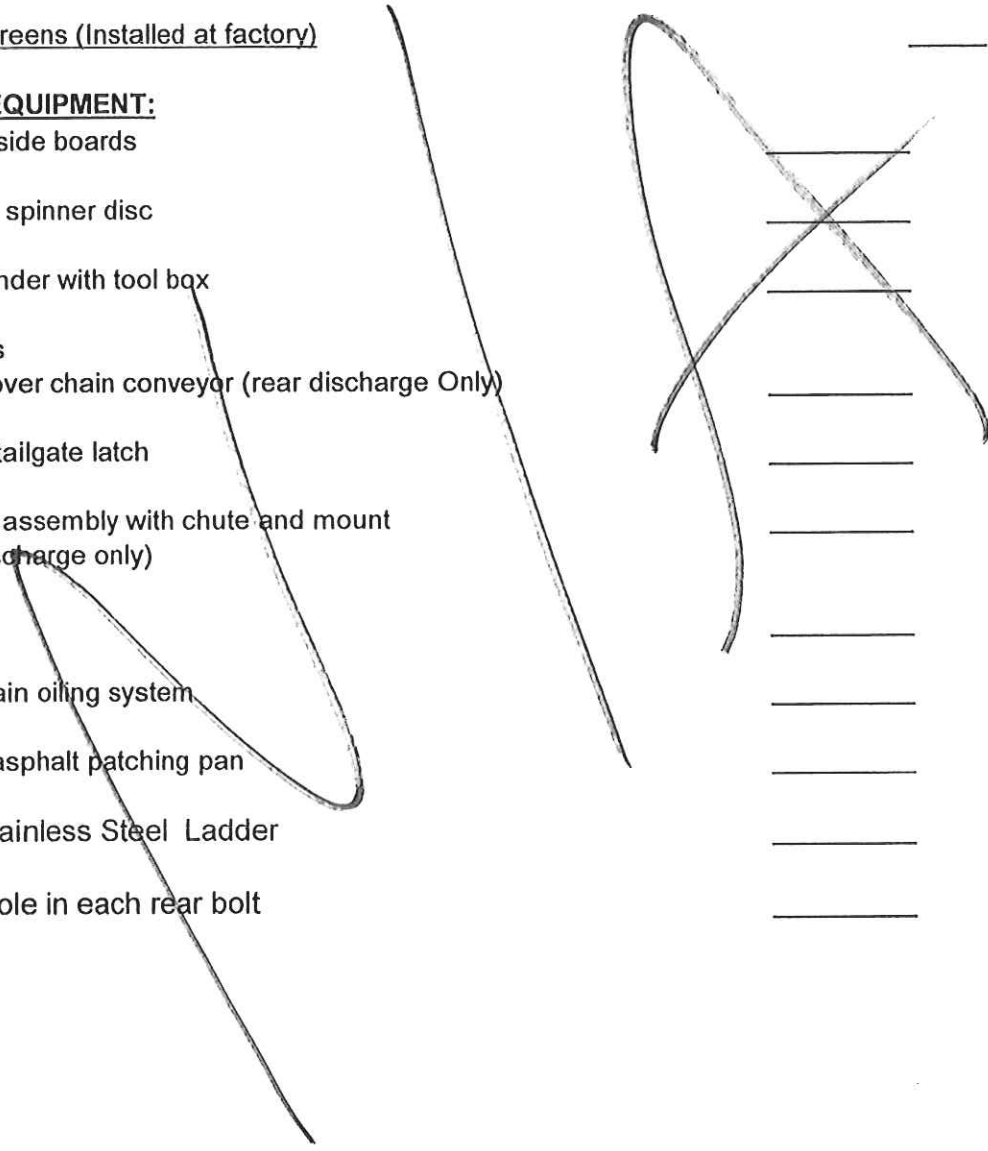 reens (Installed at factory)
EQUIPMENT:
side boards
spinner disc
nder with tool box
s
over chain conveyor (rear discharge Only)
tailgate latch
assembly with chute and mount
scharge only)
ain oiling system
asphalt patching pan
ainless Steel Ladder
ole in each rear bolt
N/A